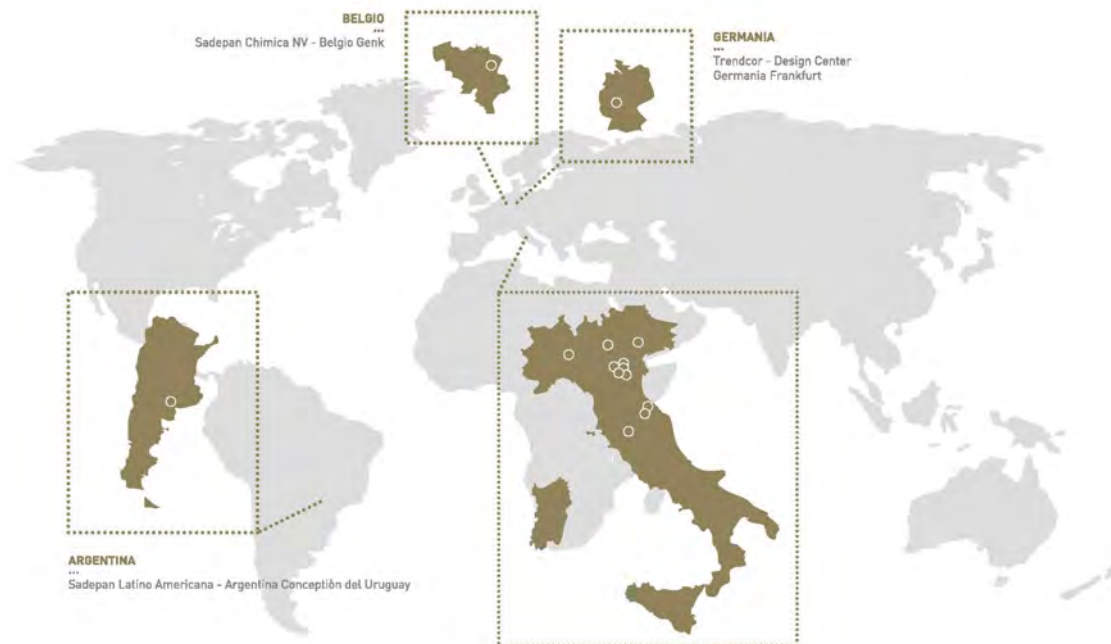 BELGIO
...
Sadepan Chimica NV - Belgio Genk
GERMANIA
...
Trendcor - Design Center
Germania Frankfurt
ARGENTINA
...
Sadepan Latino Americana - Argentina Conceptiòn del Uruguay